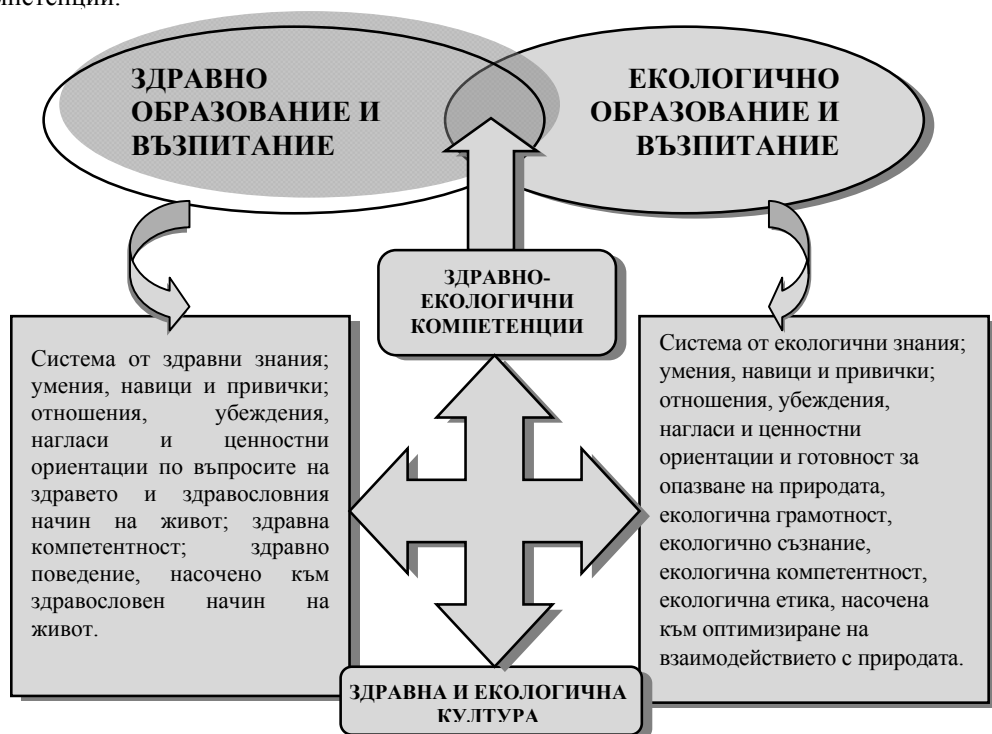 ЗДРАВНО
ОБРАЗОВАНИЕ И
ВЪЗПИТАНИЕ
ЕКОЛОГИЧНО
ОБРАЗОВАНИЕ И
ВЪЗПИТАНИЕ
ЗДРАВНО-
ЕКОЛОГИЧНИ
КОМПЕТЕНЦИИ
Система от здравни знания;
умения, навици и привички;
отношения, убеждения,
нагласи и ценностни
ориентации по въпросите на
здравето и здравословния
начин на живот; здравна
компетентност; здравно
поведение, насочено към
здравословен начин на
живот.
Система от екологични знания;
умения, навици и привички;
отношения, убеждения,
нагласи и ценностни
ориентации и готовност за
опазване на природата,
екологична грамотност,
екологично съзнание,
екологична компетентност,
екологична етика, насочена
към оптимизиране на
взаимодействието с природата.
ЗДРАВНА И ЕКОЛОГИЧНА
КУЛТУРА